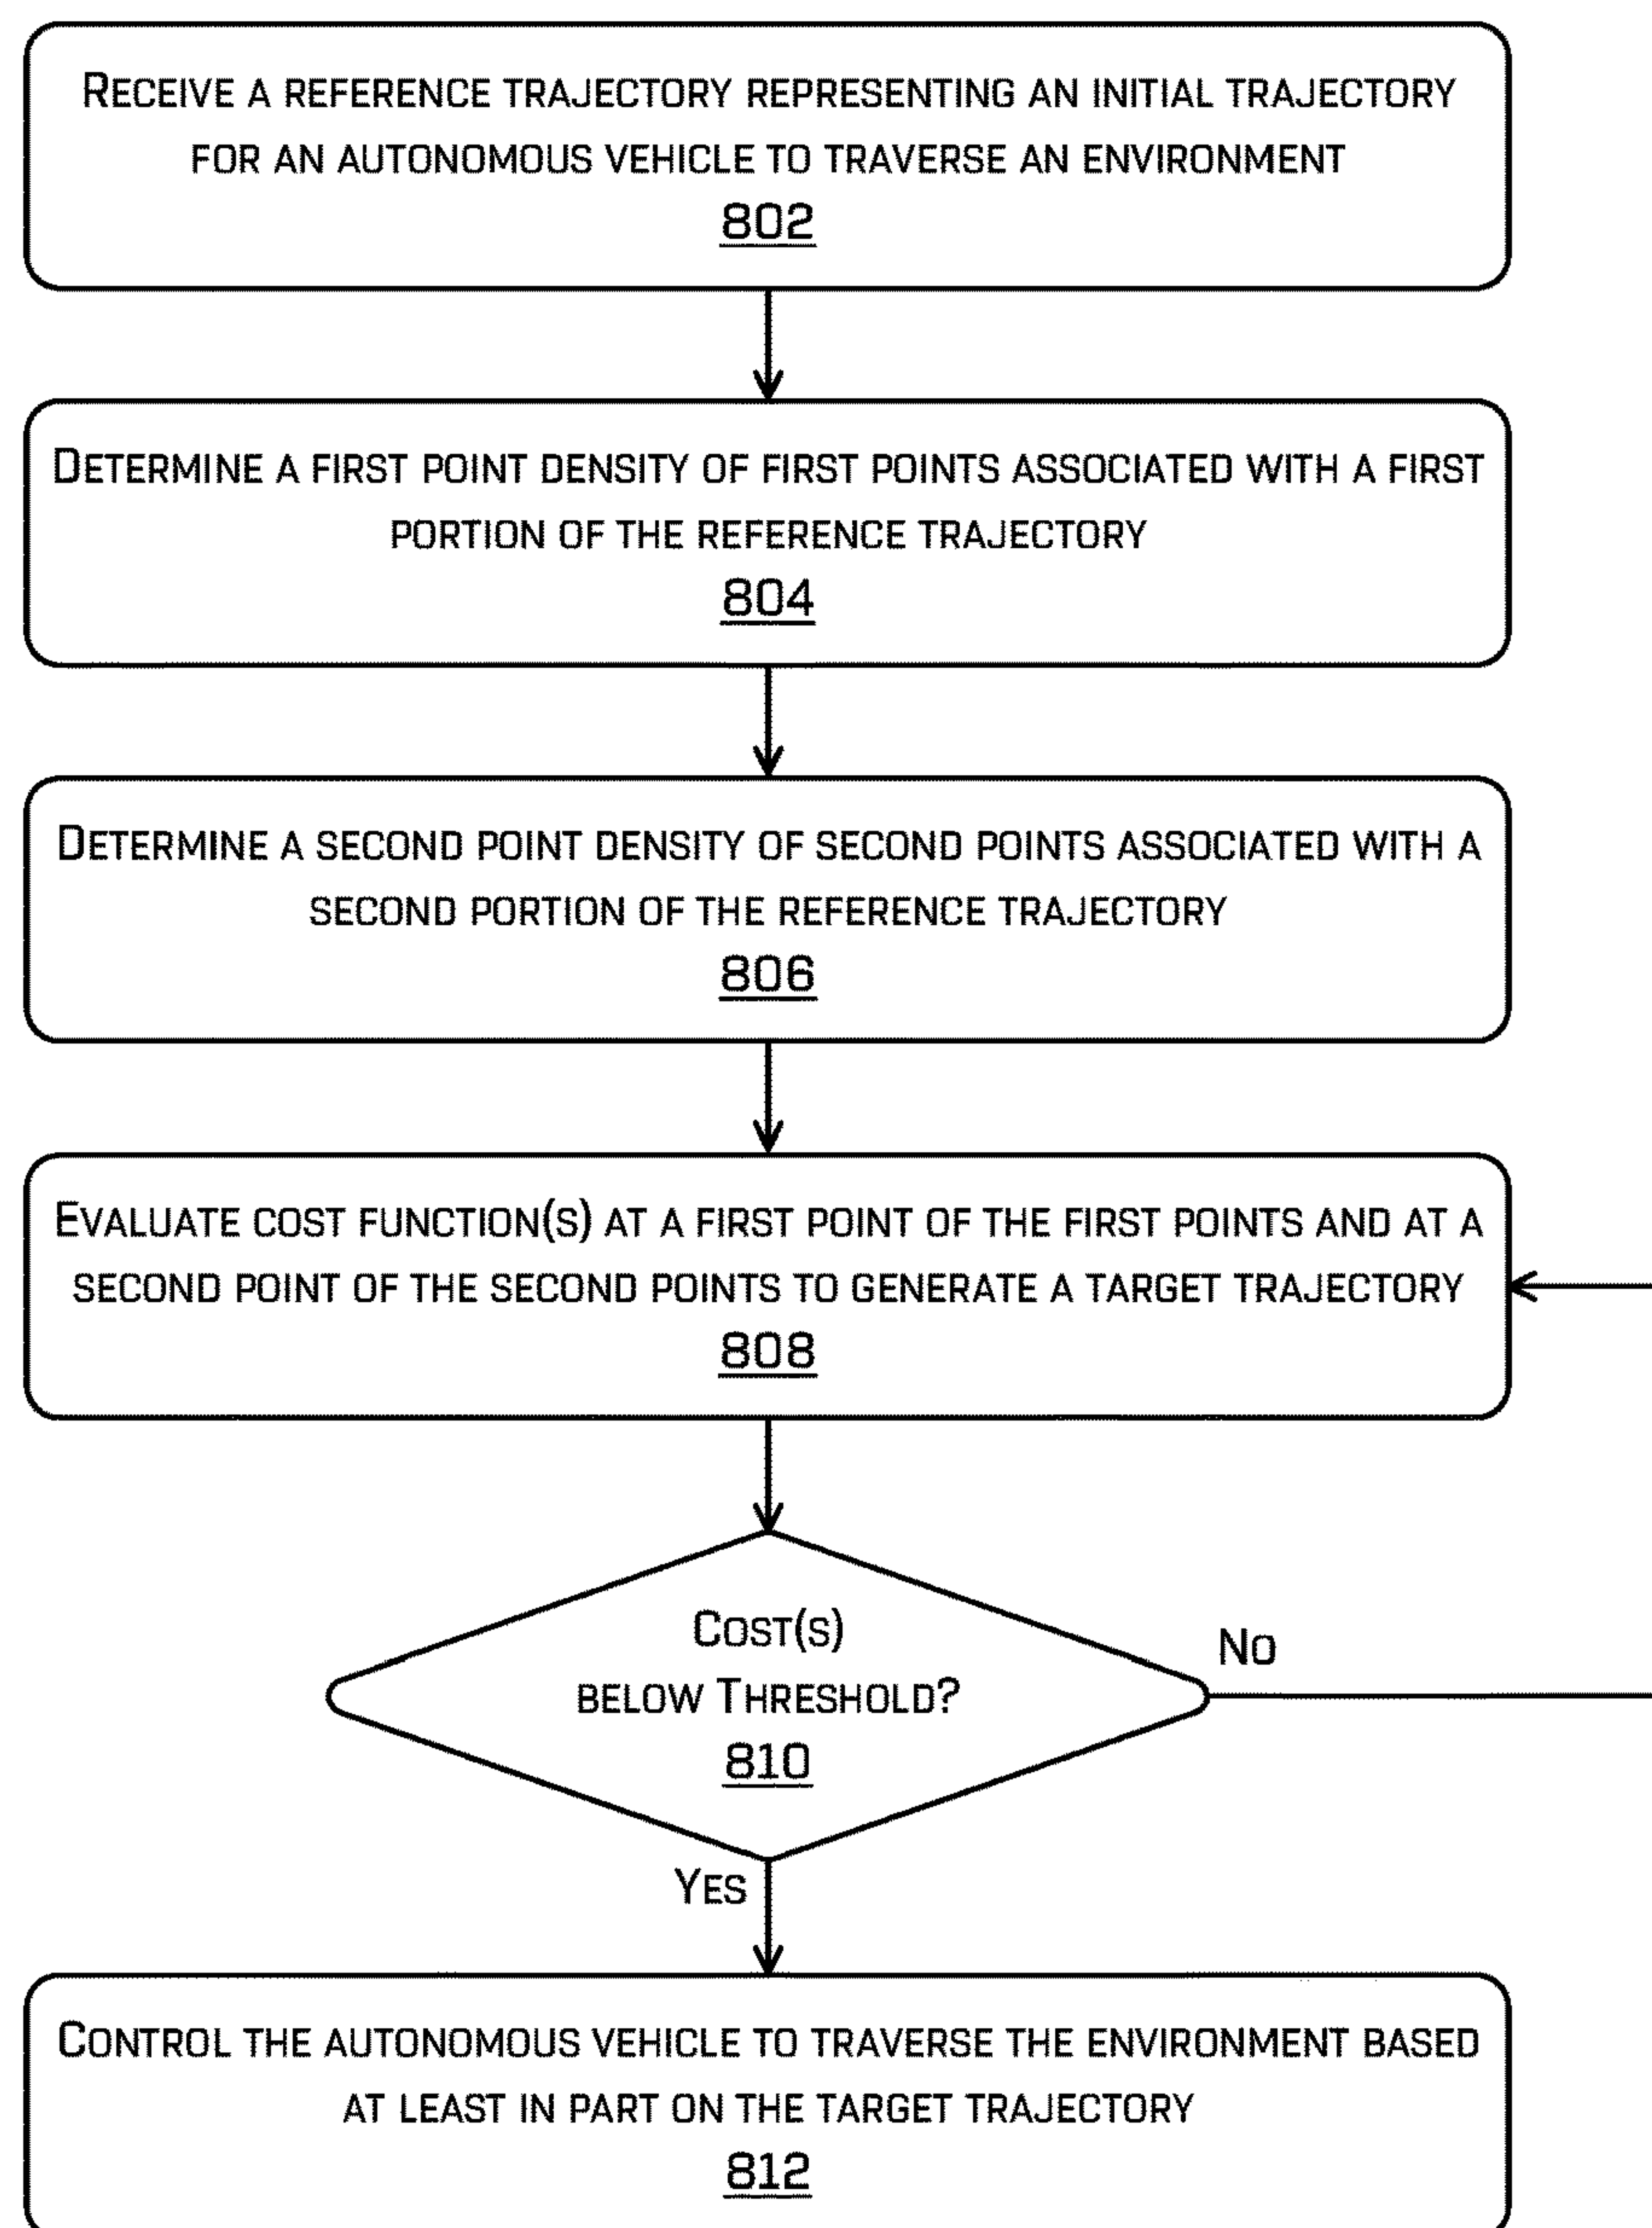 RECEIVE A REFERENCE TRAJECTORY REPRESENTING AN INITIAL TRAJECTORY
FOR AN AUTONOMOUS VEHICLE TO TRAVERSE AN ENVIRONMENT
802
DETERMINE A FIRST POINT DENSITY OF FIRST POINTS ASSOCIATED WITH A FIRST
PORTION OF THE REFERENCE TRAJECTORY
804
DETERMINE A SECOND POINT DENSITY OF SECOND POINTS ASSOCIATED WITH A
SECOND PORTION OF THE REFERENCE TRAJECTORY
806
EVALUATE COST FUNCTION(S) AT A FIRST POINT OF THE FIRST POINTS AND AT A
SECOND POINT OF THE SECOND POINTS TO GENERATE A TARGET TRAJECTORY
808
COST(S)
BELOW THRESHOLD?
810
NO
YES
CONTROL THE AUTONOMOUS VEHICLE TO TRAVERSE THE ENVIRONMENT BASED
AT LEAST IN PART ON THE TARGET TRAJECTORY
812